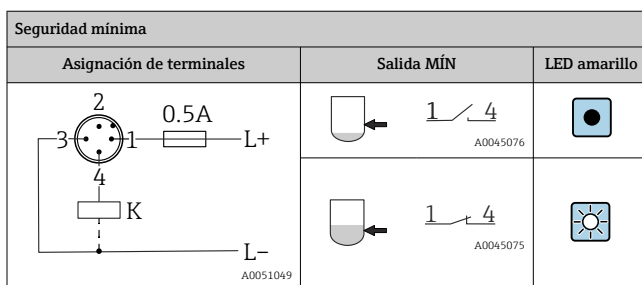 Seguridad mínima
Asignación de terminales
Salida MÍN
LED amarillo
2
0.5A
3
1
L+
4
K
L−
A0051049
1 4
A0045076
1 4
A0045075